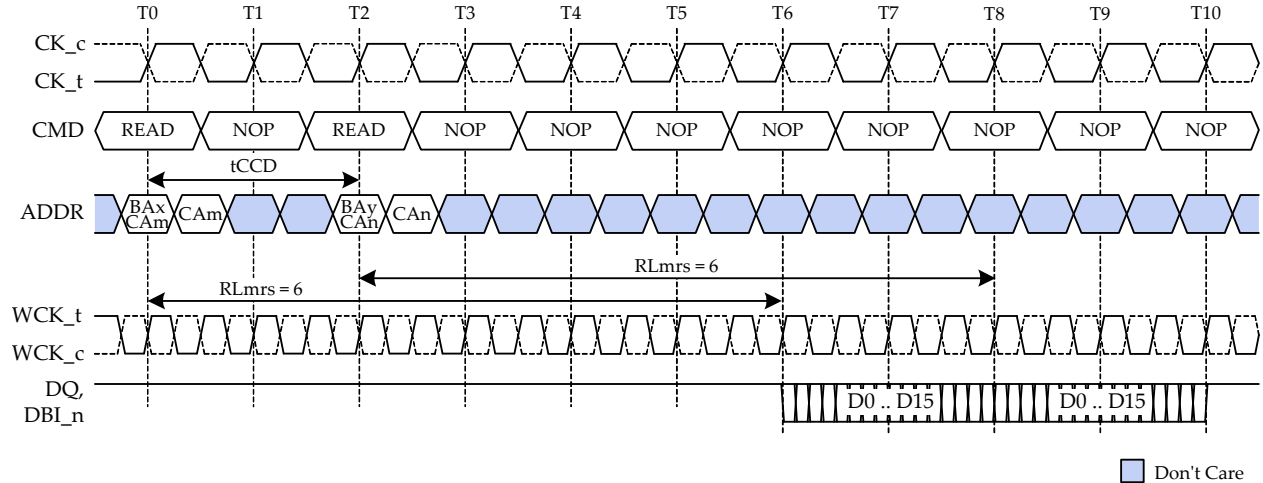 T0 T1 T2 T3 T4 T5 T6 T7 T8 T9 T10
CK_c
CK_t
CMD READ NOP READ NOP NOP NOP NOP NOP NOP NOP NOP
tCCD
ADDR BAx CAm CAm BAy CAn CAn
RLmrs = 6
RLmrs = 6
WCK_t
WCK_c
DQ,
DBI_n
D0 .. D15 D0 .. D15
Don't Care